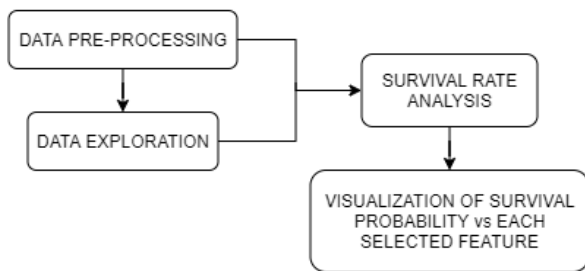 DATA PRE-PROCESSING
DATA EXPLORATION
SURVIVAL RATE
ANALYSIS
VISUALIZATION OF SURVIVAL
PROBABILITY vs EACH
SELECTED FEATURE